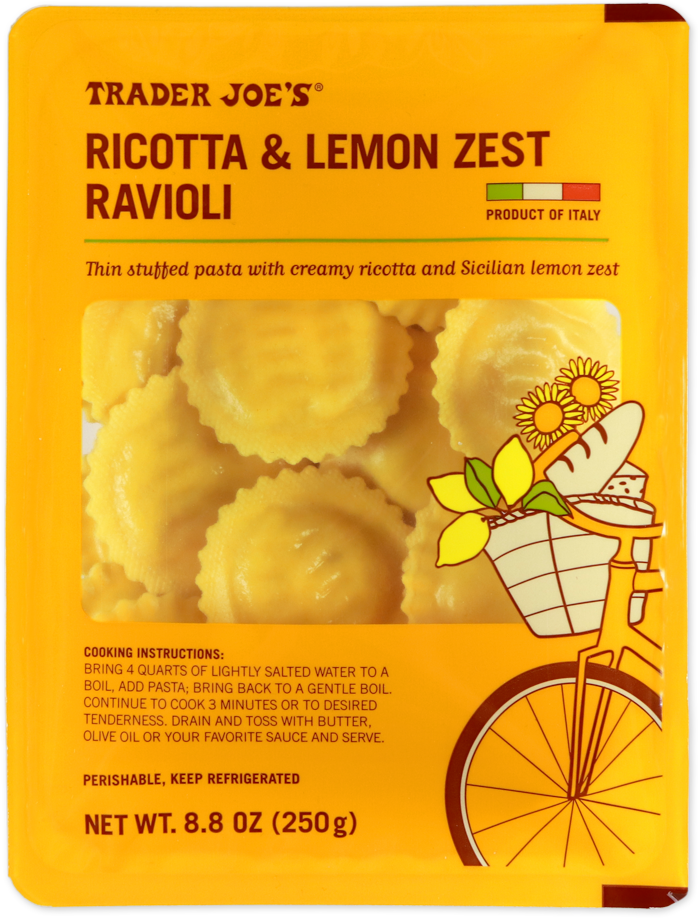 TRADER JOE'S®
RICOTTA & LEMON ZEST
RAVIOLI
PRODUCT OF ITALY
Thin stuffed pasta with creamy ricotta and Sicilian lemon zest
COOKING INSTRUCTIONS:
BRING 4 QUARTS OF LIGHTLY SALTED WATER TO A
BOIL, ADD PASTA; BRING BACK TO A GENTLE BOIL.
CONTINUE TO COOK 3 MINUTES OR TO DESIRED
TENDERNESS. DRAIN AND TOSS WITH BUTTER,
OLIVE OIL OR YOUR FAVORITE SAUCE AND SERVE.
PERISHABLE, KEEP REFRIGERATED
NET WT. 8.8 OZ (250g)